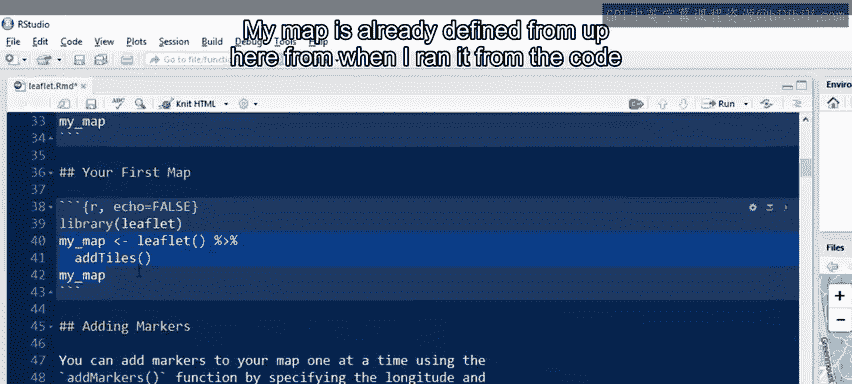 RStudio
My map is already defined from up
here from when I ran it from the code
File Edit Code View Plots Session Build Debug Tools Help
Go to file/function
leaflet.Rmd*
Knit HTML
Run
Enviro
33 my_map
34 ```
35
36 ## Your First Map
37
38 ```{r, echo=FALSE}
39 library(leaflet)
40 my_map <- leaflet() %>%
41 addTiles()
42 my_map
43 ```
44
45 ## Adding Markers
46
47 You can add markers to your map one at a time using the
48 `addMarkers()` function by specifying the longitude and
Files
+
−